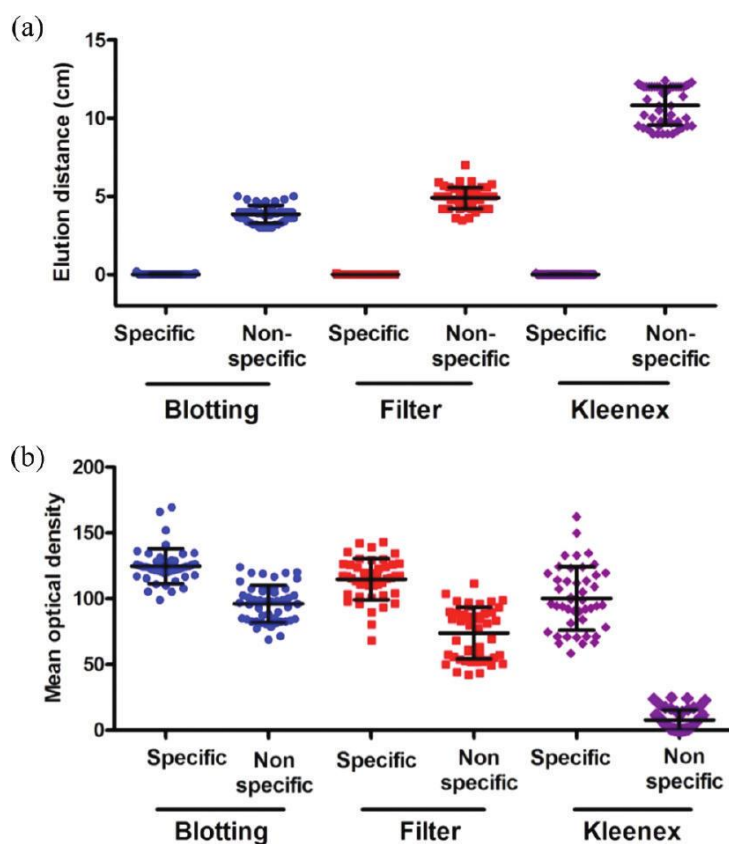 (a)
15
10
5
0
Elution distance (cm)
Specific Non-specific Specific Non-specific Specific Non-specific
Blotting Filter Kleenex
(b)
200
150
100
50
0
Mean optical density
Specific Non specific Specific Non specific Specific Non specific
Blotting Filter Kleenex